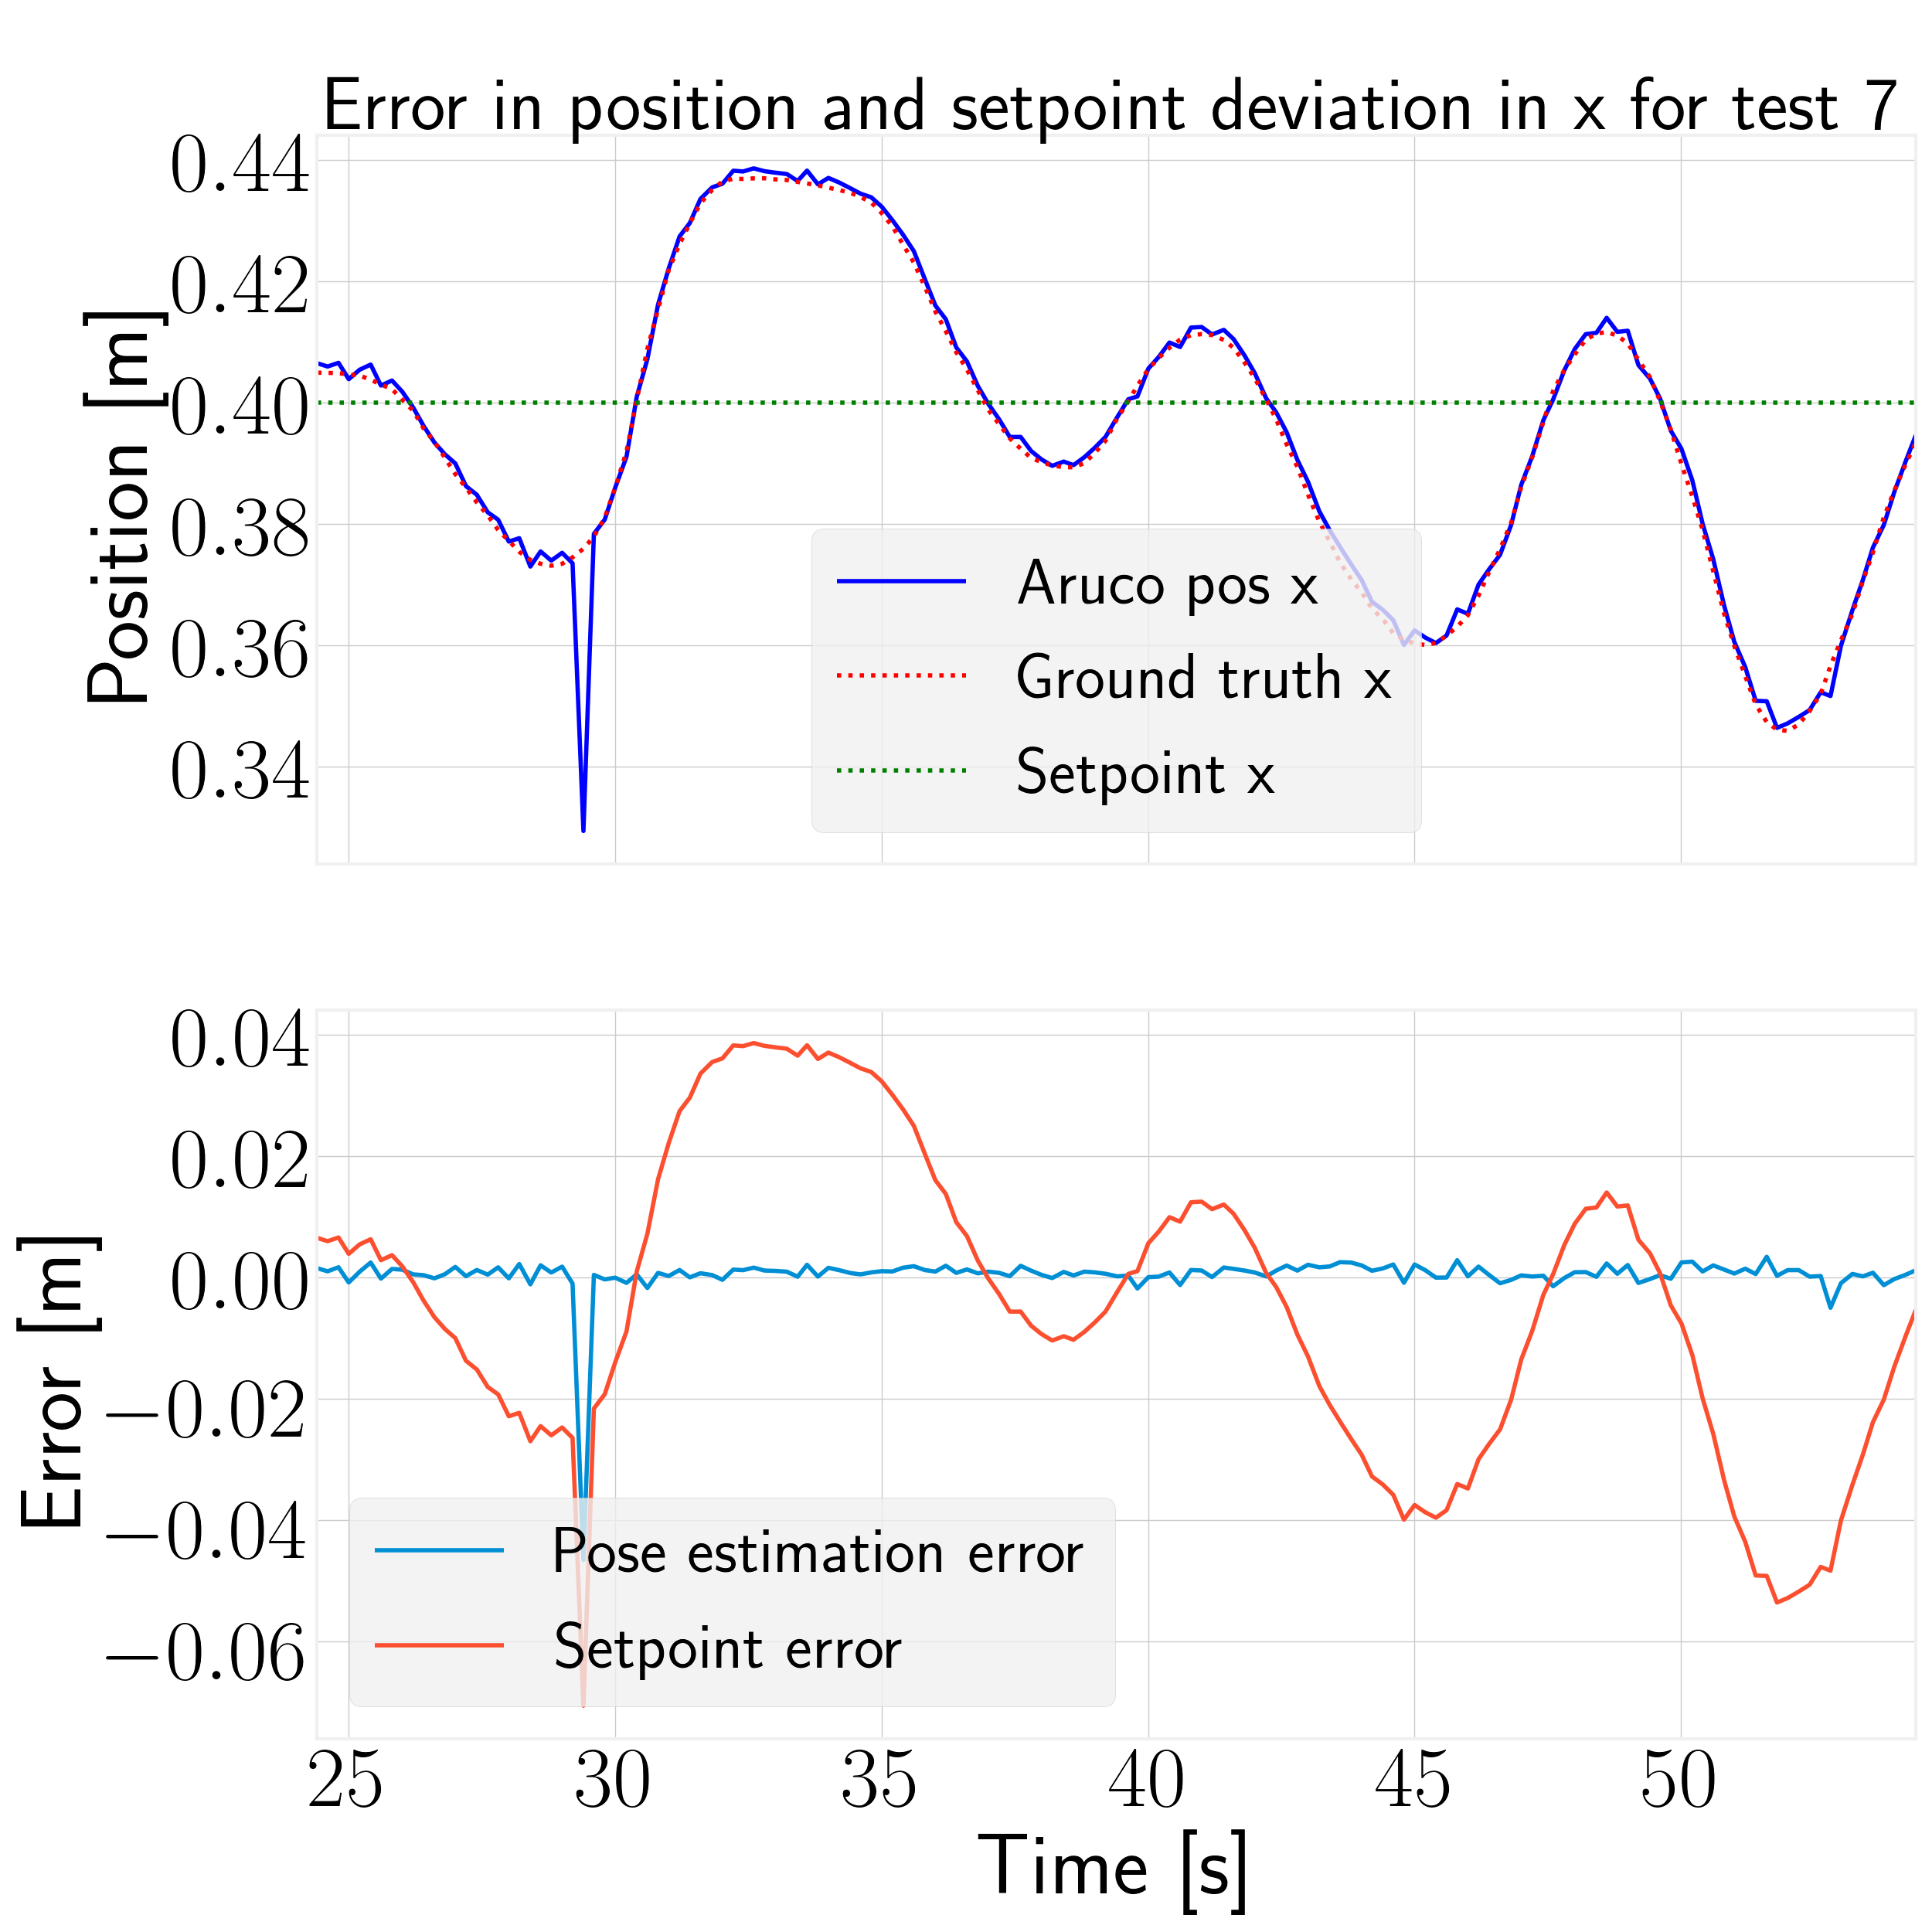 Error in position and setpoint deviation in x for test 7
Position [m]
0.44
0.42
0.40
0.38
0.36
0.34
Aruco pos x
Ground truth x
Setpoint x
Error [m]
0.04
0.02
0.00
−0.02
−0.04
−0.06
Pose estimation error
Setpoint error
25 30 35 40 45 50
Time [s]